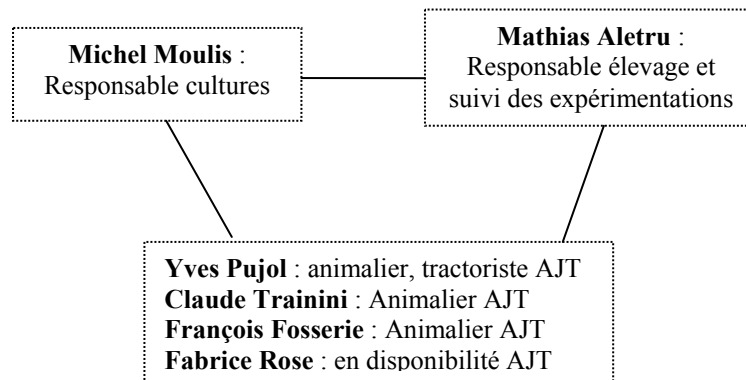 Michel Moulis :
Responsable cultures
Mathias Aletru :
Responsable élevage et
suivi des expérimentations
Yves Pujol : animalier, tractoriste AJT
Claude Trainini : Animalier AJT
François Fosserie : Animalier AJT
Fabrice Rose : en disponibilité AJT